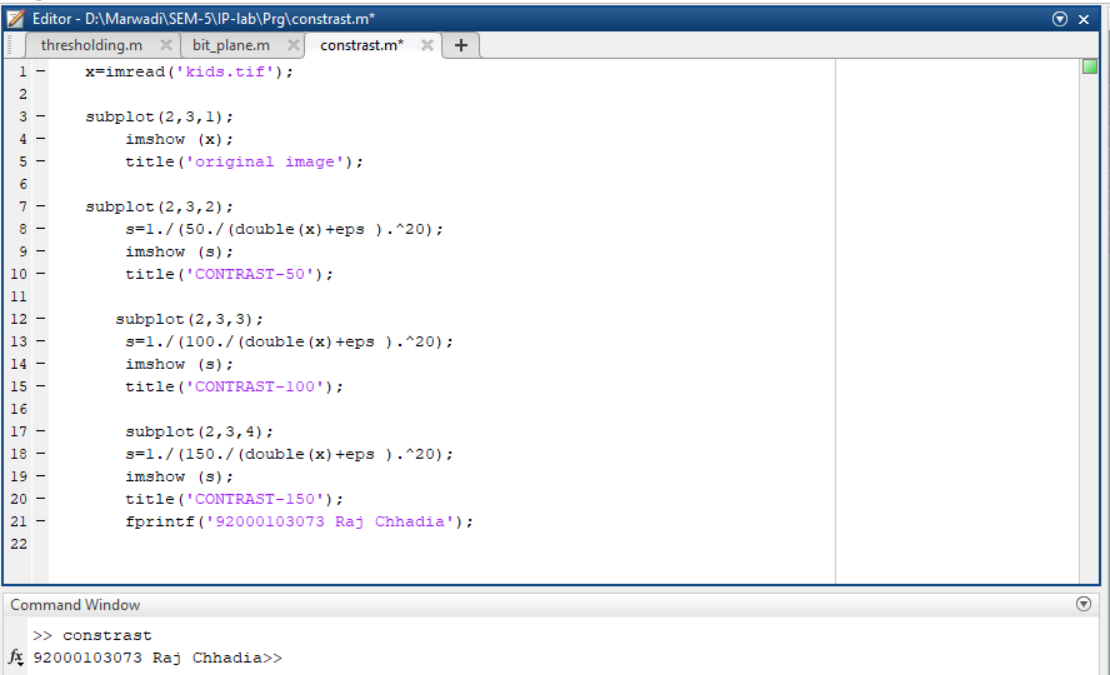 Editor - D:\Marwadi\SEM-5\IP-lab\Prg\constrast.m*
thresholding.m × bit_plane.m × constrast.m* × +
1 – x=imread('kids.tif');
2
3 – subplot(2,3,1);
4 – imshow (x);
5 – title('original image');
6
7 – subplot(2,3,2);
8 – s=1./(50./(double(x)+eps ).^20);
9 – imshow (s);
10 – title('CONTRAST-50');
11
12 – subplot(2,3,3);
13 – s=1./(100./(double(x)+eps ).^20);
14 – imshow (s);
15 – title('CONTRAST-100');
16
17 – subplot(2,3,4);
18 – s=1./(150./(double(x)+eps ).^20);
19 – imshow (s);
20 – title('CONTRAST-150');
21 – fprintf('92000103073 Raj Chhadia');
22
Command Window
>> constrast
fx 92000103073 Raj Chhadia>>